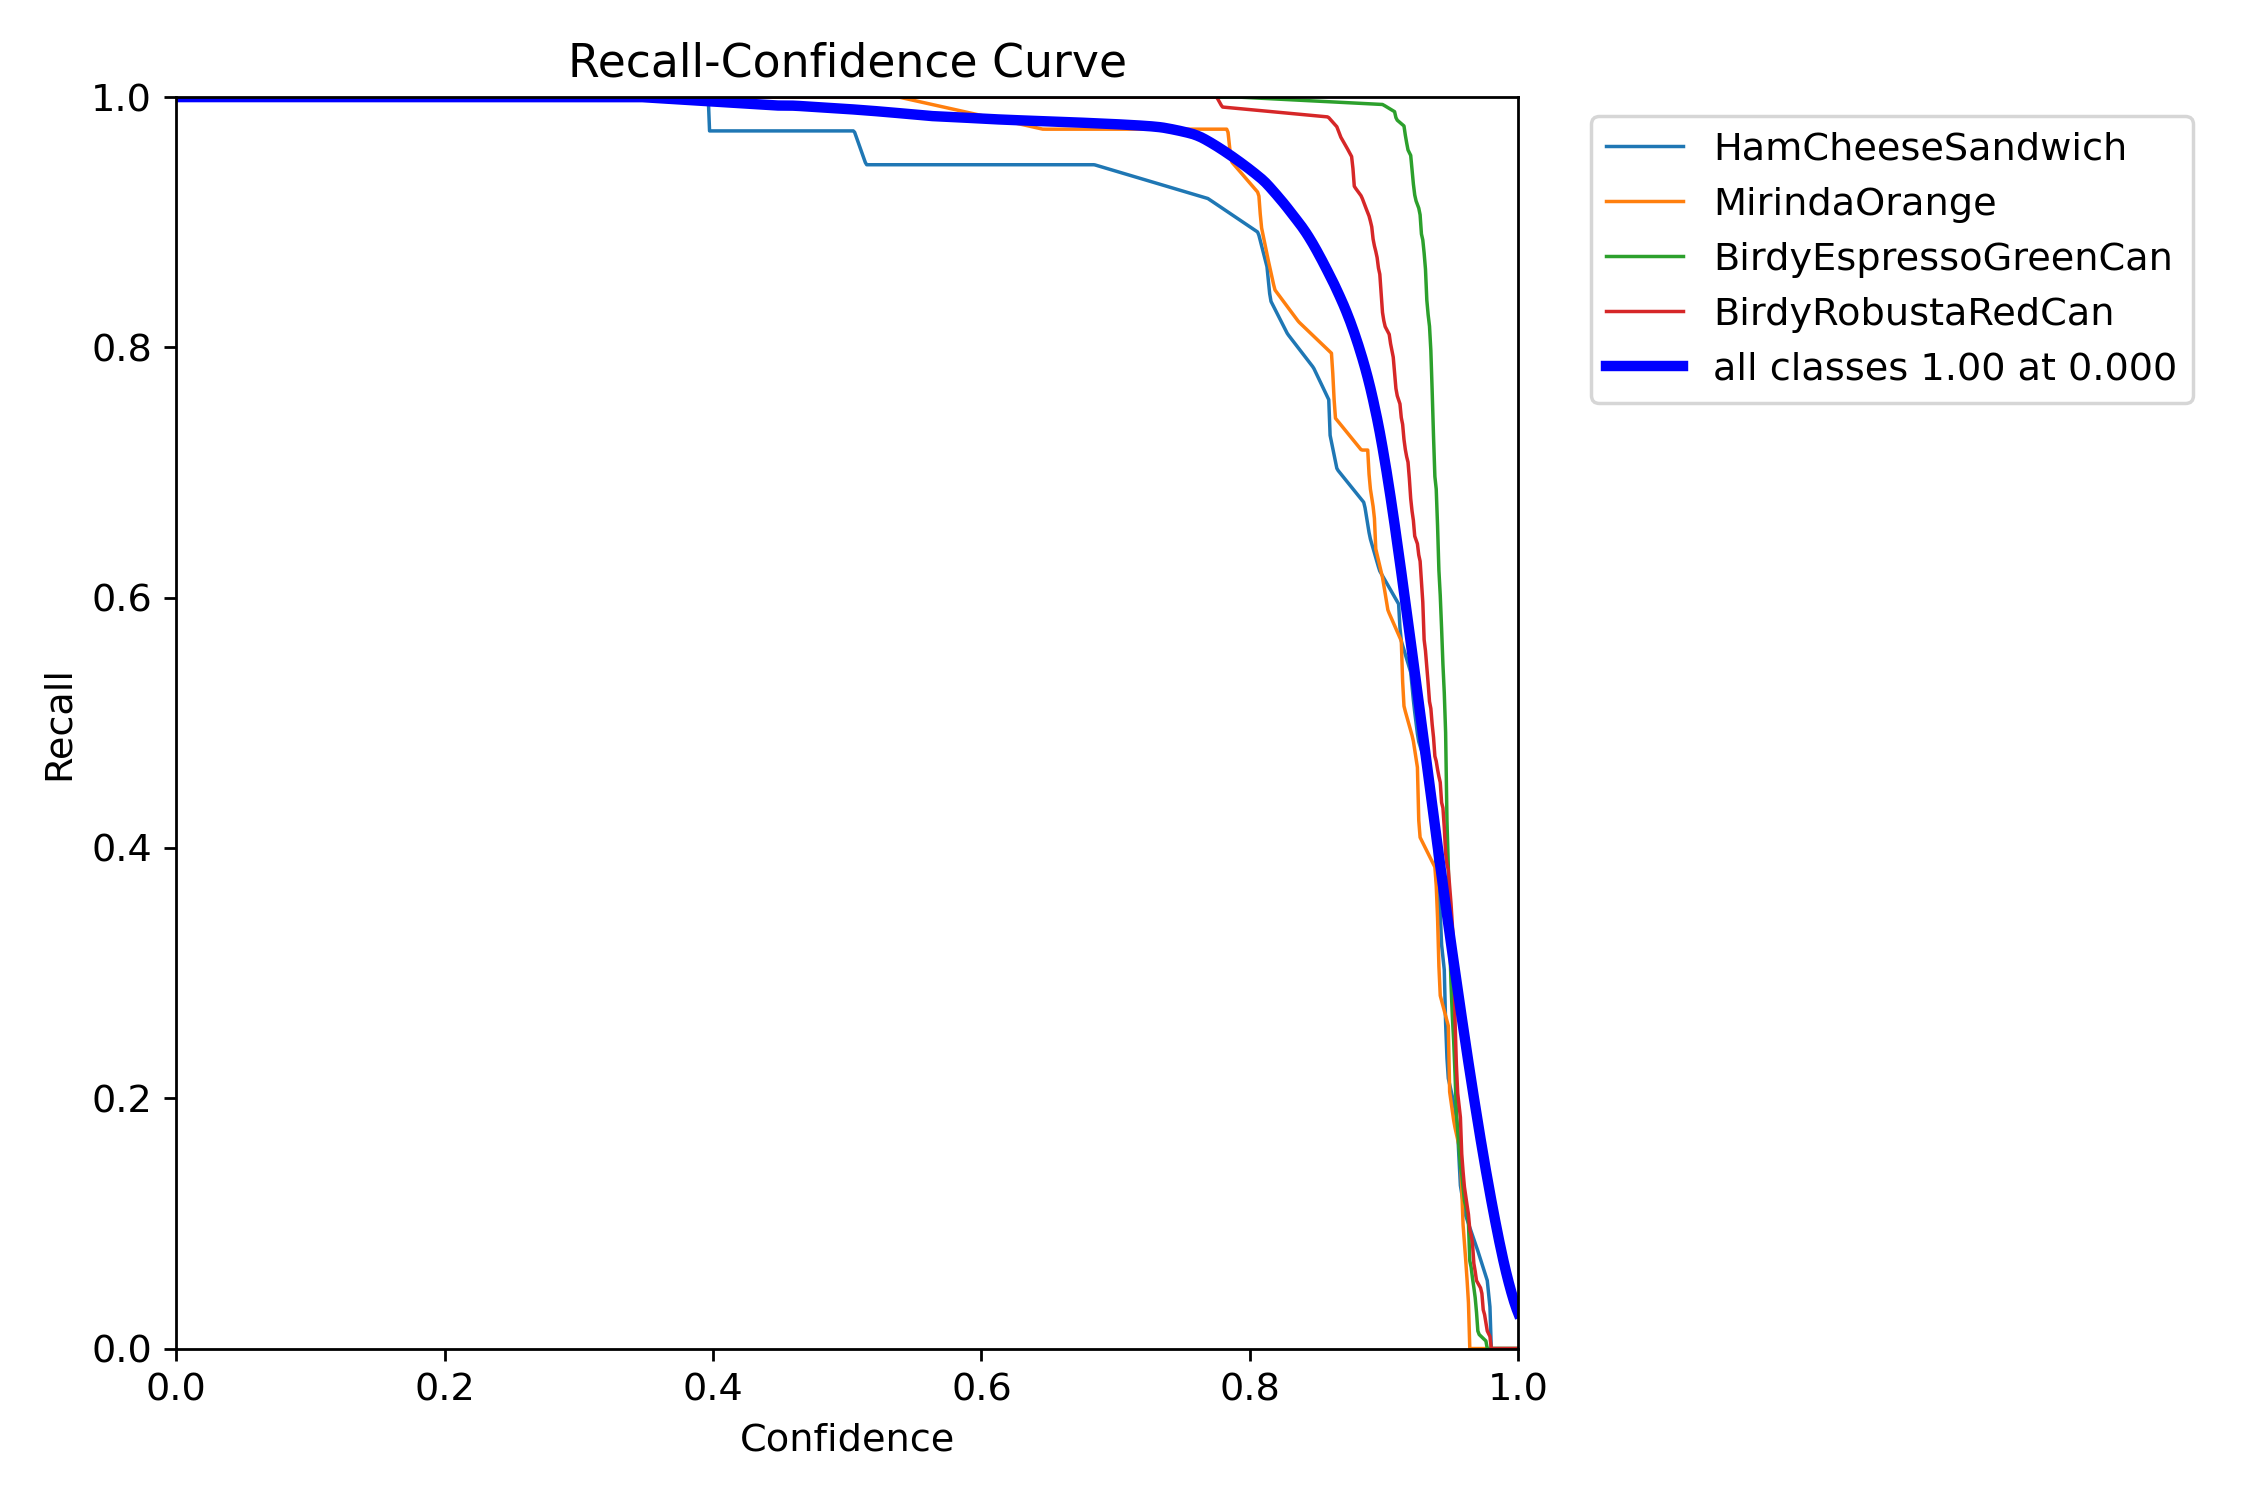 Recall-Confidence Curve
1.0
0.8
0.6
0.4
0.2
0.0
Recall
0.0 0.2 0.4 0.6 0.8 1.0
Confidence
HamCheeseSandwich
MirindaOrange
BirdyEspressoGreenCan
BirdyRobustaRedCan
all classes 1.00 at 0.000